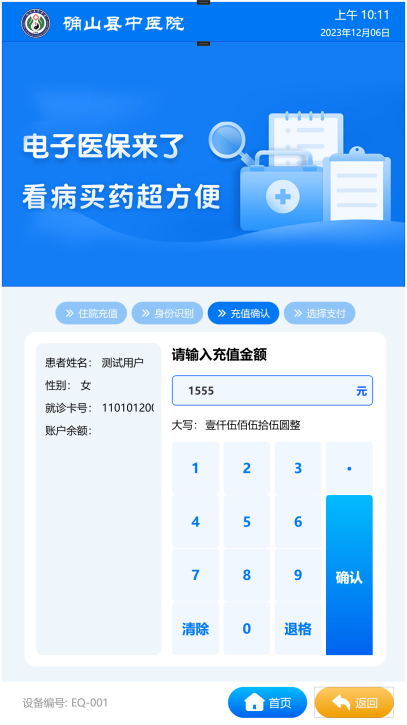 确山县中医院
上午 10:11
2023年12月06日
电子医保来了
看病买药超方便
住院充值
身份识别
充值确认
选择支付
患者姓名： 测试用户
性别： 女
就诊卡号： 110101200
账户余额：
请输入充值金额
1555 元
大写： 壹仟伍佰伍拾伍圆整
1 2 3 ·
4 5 6
7 8 9
确认
清除 0 退格
设备编号: EQ-001
首页
返回